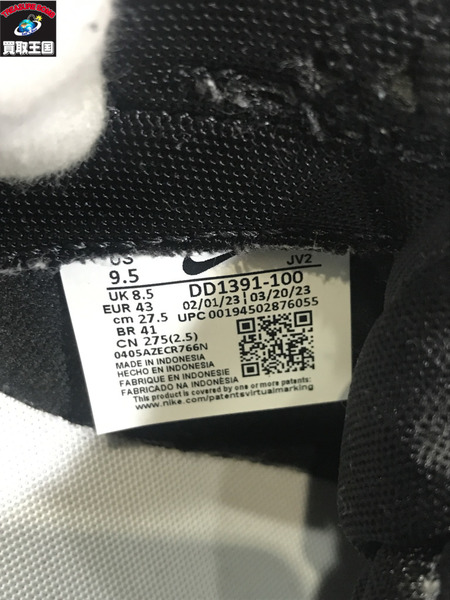 TREASURE LAND
買取王国
US JV2
9.5
UK 8.5 DD1391-100
EUR 43 02/01/23 | 03/20/23
cm 27.5 UPC 00194502876055
BR 41
CN 275(2.5)
0405AZECR766N
MADE IN INDONESIA
HECHO EN INDONESIA
FABRIQUE EN INDONESIE
FABRICADO NA INDONÉSIA
This product is covered by one or more patents:
www.nike.com/patentsvirtualmarking